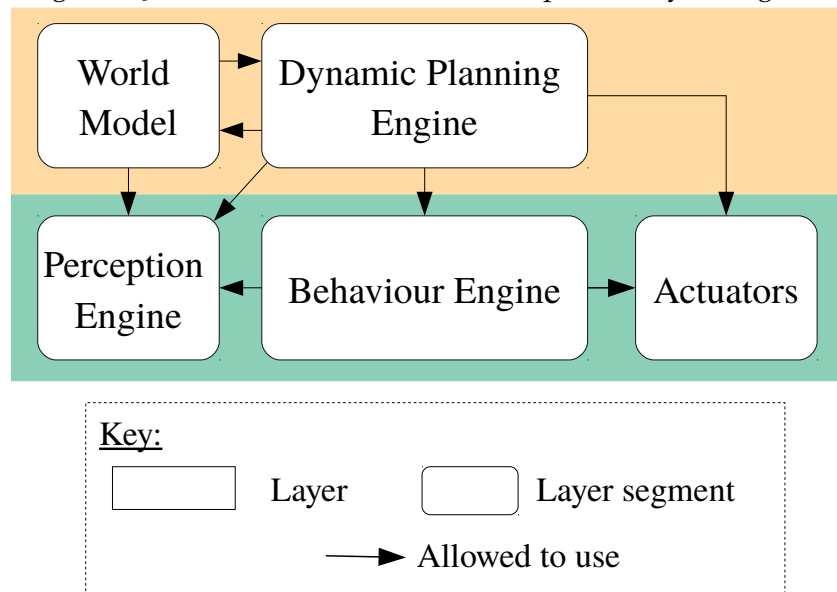 World
Model
Dynamic Planning
Engine
Perception
Engine
Behaviour Engine
Actuators
Key:
Layer
Layer segment
Allowed to use